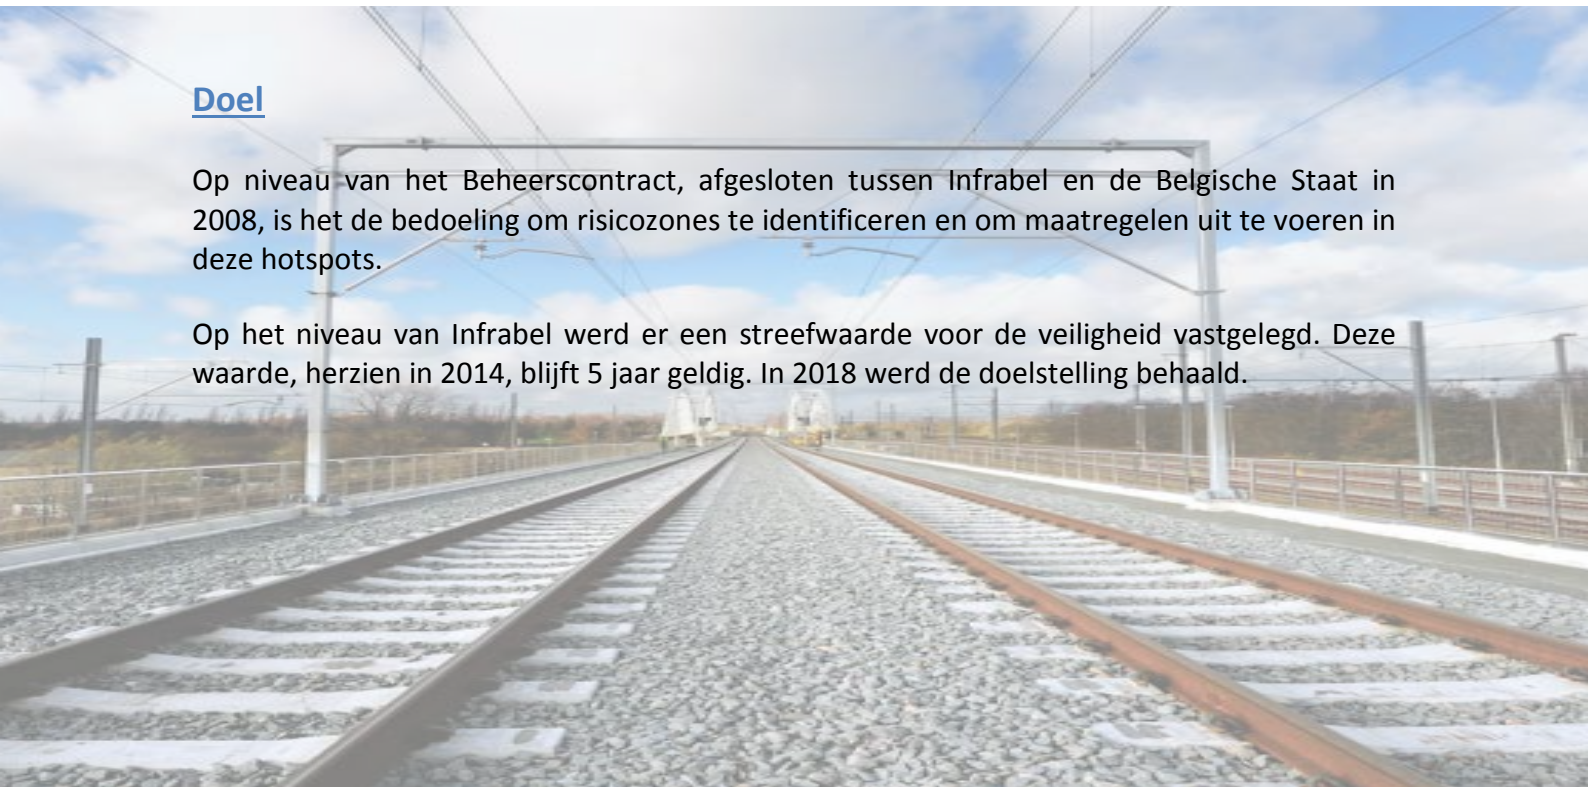 Doel
Op niveau van het Beheerscontract, afgesloten tussen Infrabel en de Belgische Staat in
2008, is het de bedoeling om risicozones te identificeren en om maatregelen uit te voeren in
deze hotspots.
Op het niveau van Infrabel werd er een streefwaarde voor de veiligheid vastgelegd. Deze
waarde, herzien in 2014, blijft 5 jaar geldig. In 2018 werd de doelstelling behaald.